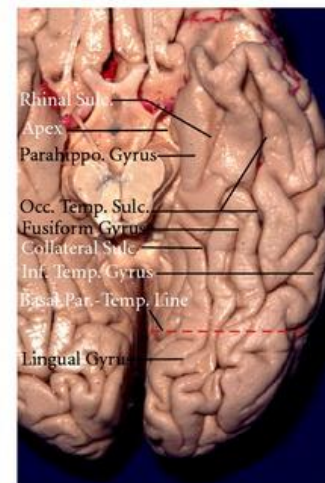 Rhinal Sulc.
Apex
Parahippo. Gyrus
Occ. Temp. Sulc.
Fusiform Gyrus
Collateral Sulc
Inf. Temp. Gyrus
Basal Par.-Temp. Line
Lingual Gyrus